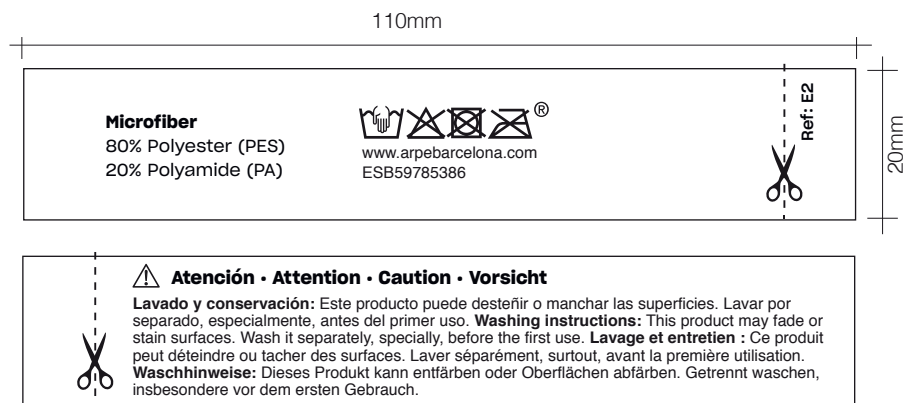 110mm
Microfiber
80% Polyester (PES)
20% Polyamide (PA)
®
www.arpebarcelona.com
ESB59785386
Ref: E2
20mm
Atención · Attention · Caution · Vorsicht
Lavado y conservación: Este producto puede desteñir o manchar las superficies. Lavar por
separado, especialmente, antes del primer uso. Washing instructions: This product may fade or
stain surfaces. Wash it separately, specially, before the first use. Lavage et entretien : Ce produit
peut déteindre ou tacher des surfaces. Laver séparément, surtout, avant la première utilisation.
Waschhinweise: Dieses Produkt kann entfärben oder Oberflächen abfärben. Getrennt waschen,
insbesondere vor dem ersten Gebrauch.